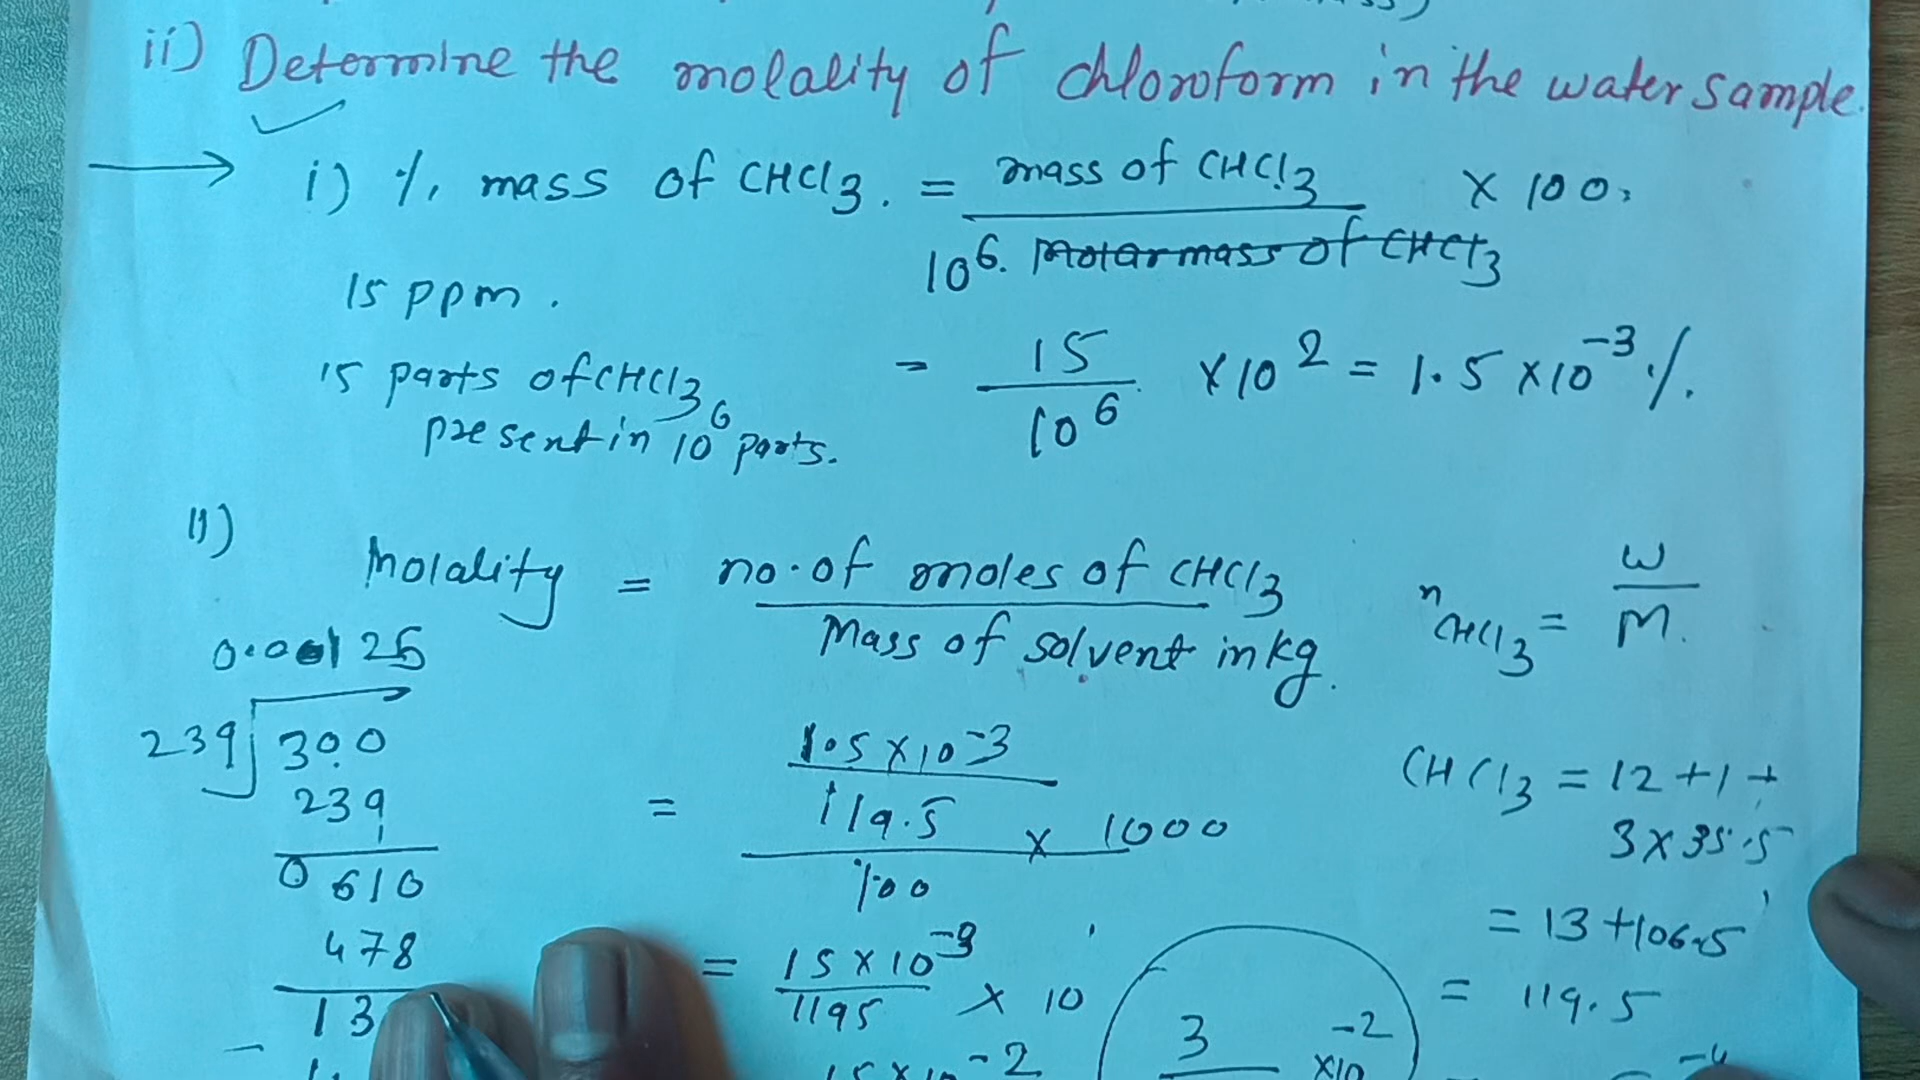 ii) Determine the molality of chloroform in the water sample.
i) % mass of CHCl3. = mass of CHCl3 / 10^6. Molar mass of CHCl3 × 100.
15 ppm.
15 parts of CHCl3
present in 10^6 parts.
= 15 / 10^6 × 10^2 = 1.5 × 10^-3 %.
ii)
Molality = no. of moles of CHCl3 / Mass of solvent in kg.
nCHCl3 = W / M.
0.00125
239 300
239
0610
478
13
= 1.5 × 10^-3 / 119.5 × 1000 / 100
CHCl3 = 12 + 1 +
3 × 35.5
= 13 + 106.5
= 119.5
= 15 × 10^-3 / 1195 × 10
3 × 10^-2